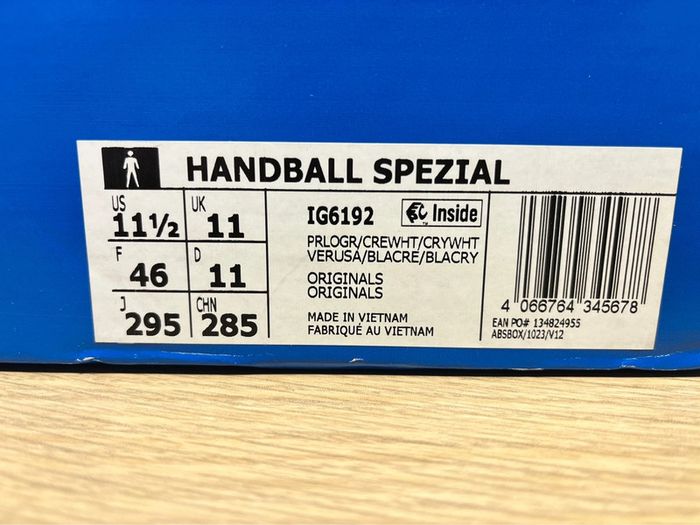 HANDBALL SPEZIAL
US 11½ UK 11
F 46 D 11
J 295 CHN 285
IG6192 Inside
PRLOGR/CREWHT/CRYWHT
VERUSA/BLACRE/BLACRY
ORIGINALS
ORIGINALS
MADE IN VIETNAM
FABRIQUÉ AU VIETNAM
4 066764 345678
EAN PO# 134824955
ABSBOX/1023/V12